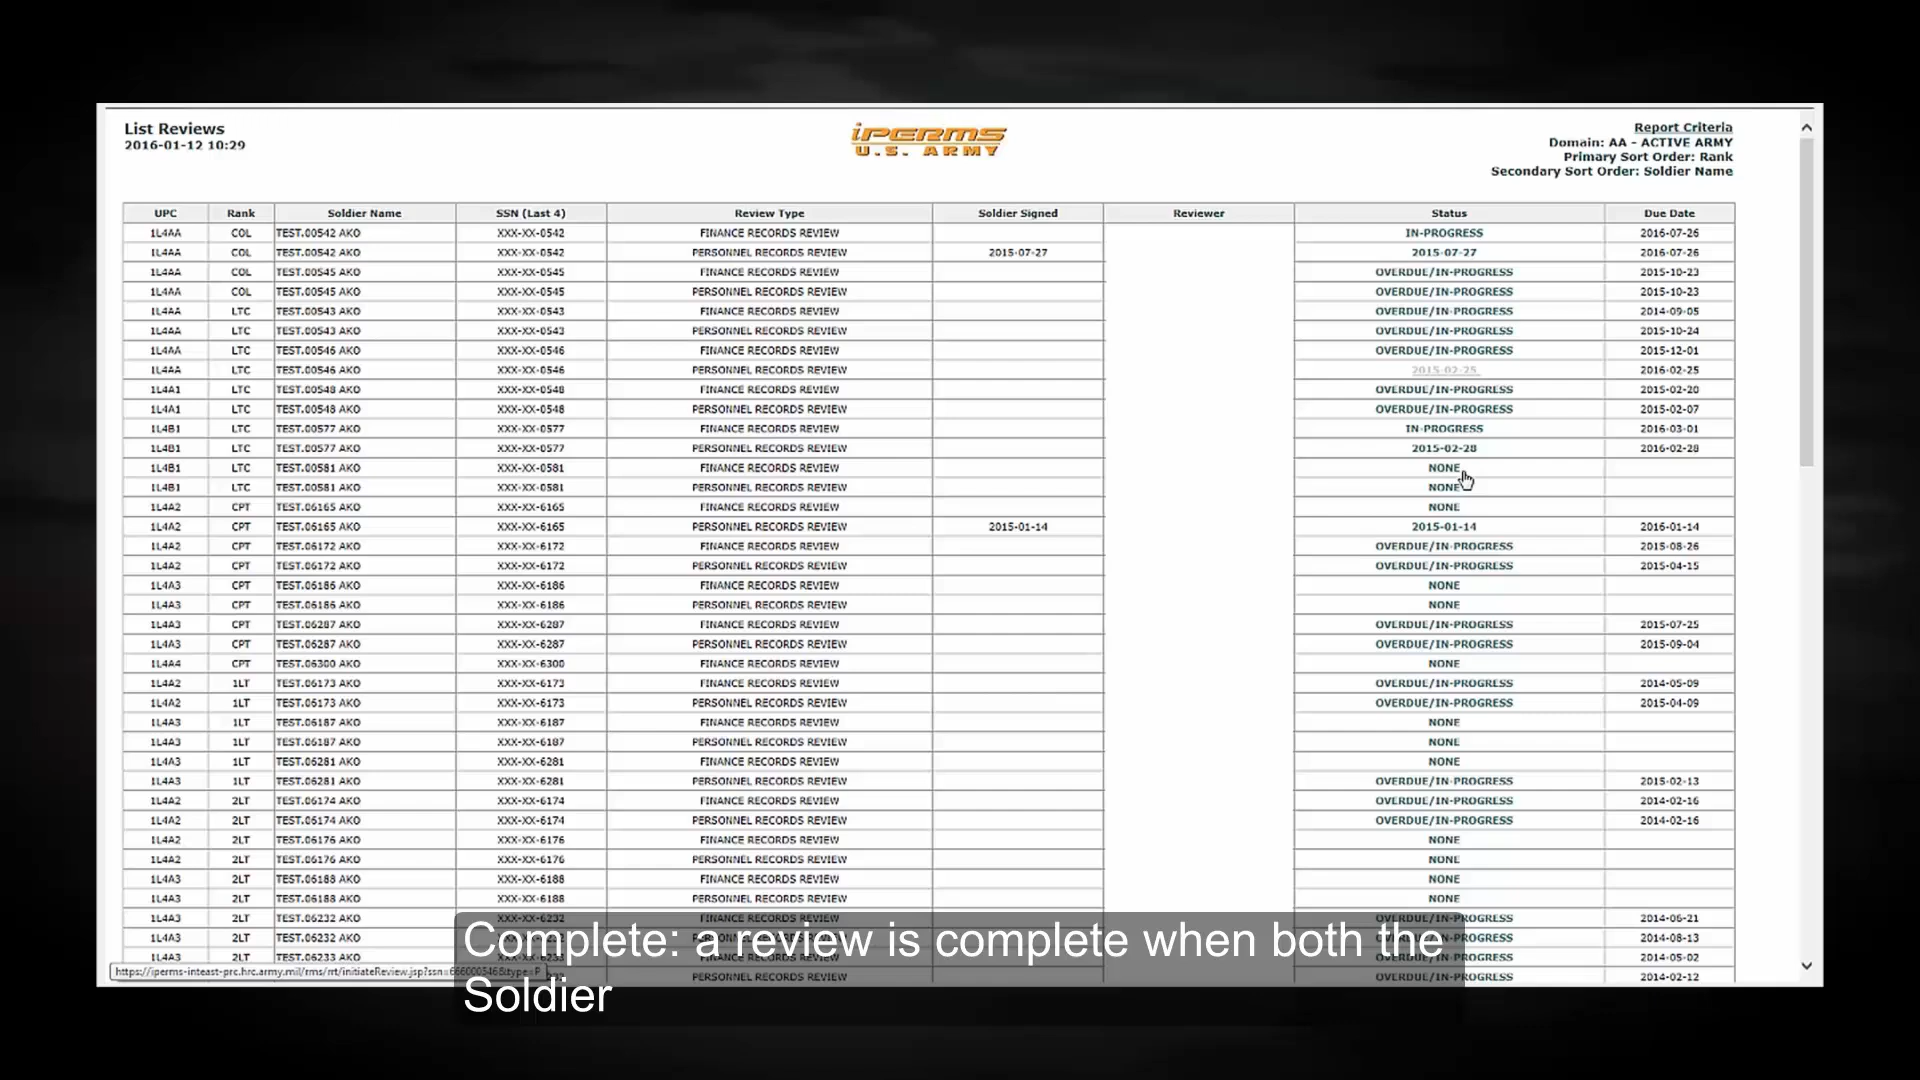 List Reviews
2016-01-12 10:29
iPERMS
U.S. ARMY
Report Criteria
Domain: AA - ACTIVE ARMY
Primary Sort Order: Rank
Secondary Sort Order: Soldier Name
UPC Rank Soldier Name SSN (Last 4) Review Type Soldier Signed Reviewer Status Due Date
1L4AA COL TEST.00542 AKO XXX-XX-0542 FINANCE RECORDS REVIEW IN-PROGRESS 2016-07-26
1L4AA COL TEST.00542 AKO XXX-XX-0542 PERSONNEL RECORDS REVIEW 2015-07-27 2015-07-27 2016-07-26
1L4AA COL TEST.00545 AKO XXX-XX-0545 FINANCE RECORDS REVIEW OVERDUE/IN-PROGRESS 2015-10-23
1L4AA COL TEST.00545 AKO XXX-XX-0545 PERSONNEL RECORDS REVIEW OVERDUE/IN-PROGRESS 2015-10-23
1L4AA LTC TEST.00543 AKO XXX-XX-0543 FINANCE RECORDS REVIEW OVERDUE/IN-PROGRESS 2014-09-05
1L4AA LTC TEST.00543 AKO XXX-XX-0543 PERSONNEL RECORDS REVIEW OVERDUE/IN-PROGRESS 2015-10-24
1L4AA LTC TEST.00546 AKO XXX-XX-0546 FINANCE RECORDS REVIEW OVERDUE/IN-PROGRESS 2015-12-01
1L4AA LTC TEST.00546 AKO XXX-XX-0546 PERSONNEL RECORDS REVIEW 2015-02-25 2016-02-25
1L4A1 LTC TEST.00548 AKO XXX-XX-0548 FINANCE RECORDS REVIEW OVERDUE/IN-PROGRESS 2015-02-20
1L4A1 LTC TEST.00548 AKO XXX-XX-0548 PERSONNEL RECORDS REVIEW OVERDUE/IN-PROGRESS 2015-02-07
1L4B1 LTC TEST.00577 AKO XXX-XX-0577 FINANCE RECORDS REVIEW IN-PROGRESS 2016-03-01
1L4B1 LTC TEST.00577 AKO XXX-XX-0577 PERSONNEL RECORDS REVIEW 2015-02-28 2016-02-28
1L4B1 LTC TEST.00581 AKO XXX-XX-0581 FINANCE RECORDS REVIEW NONE
1L4B1 LTC TEST.00581 AKO XXX-XX-0581 PERSONNEL RECORDS REVIEW NONE
1L4A2 CPT TEST.06165 AKO XXX-XX-6165 FINANCE RECORDS REVIEW NONE
1L4A2 CPT TEST.06165 AKO XXX-XX-6165 PERSONNEL RECORDS REVIEW 2015-01-14 2015-01-14 2016-01-14
1L4A2 CPT TEST.06172 AKO XXX-XX-6172 FINANCE RECORDS REVIEW OVERDUE/IN-PROGRESS 2015-08-26
1L4A2 CPT TEST.06172 AKO XXX-XX-6172 PERSONNEL RECORDS REVIEW OVERDUE/IN-PROGRESS 2015-04-15
1L4A3 CPT TEST.06186 AKO XXX-XX-6186 FINANCE RECORDS REVIEW NONE
1L4A3 CPT TEST.06186 AKO XXX-XX-6186 PERSONNEL RECORDS REVIEW NONE
1L4A3 CPT TEST.06287 AKO XXX-XX-6287 FINANCE RECORDS REVIEW OVERDUE/IN-PROGRESS 2015-07-25
1L4A3 CPT TEST.06287 AKO XXX-XX-6287 PERSONNEL RECORDS REVIEW OVERDUE/IN-PROGRESS 2015-09-04
1L4A4 CPT TEST.06300 AKO XXX-XX-6300 FINANCE RECORDS REVIEW NONE
1L4A2 1LT TEST.06173 AKO XXX-XX-6173 FINANCE RECORDS REVIEW OVERDUE/IN-PROGRESS 2014-05-09
1L4A2 1LT TEST.06173 AKO XXX-XX-6173 PERSONNEL RECORDS REVIEW OVERDUE/IN-PROGRESS 2015-04-09
1L4A3 1LT TEST.06187 AKO XXX-XX-6187 FINANCE RECORDS REVIEW NONE
1L4A3 1LT TEST.06187 AKO XXX-XX-6187 PERSONNEL RECORDS REVIEW NONE
1L4A3 1LT TEST.06281 AKO XXX-XX-6281 FINANCE RECORDS REVIEW NONE
1L4A3 1LT TEST.06281 AKO XXX-XX-6281 PERSONNEL RECORDS REVIEW OVERDUE/IN-PROGRESS 2015-02-13
1L4A2 2LT TEST.06174 AKO XXX-XX-6174 FINANCE RECORDS REVIEW OVERDUE/IN-PROGRESS 2014-02-16
1L4A2 2LT TEST.06174 AKO XXX-XX-6174 PERSONNEL RECORDS REVIEW OVERDUE/IN-PROGRESS 2014-02-16
1L4A2 2LT TEST.06176 AKO XXX-XX-6176 FINANCE RECORDS REVIEW NONE
1L4A2 2LT TEST.06176 AKO XXX-XX-6176 PERSONNEL RECORDS REVIEW NONE
1L4A3 2LT TEST.06188 AKO XXX-XX-6188 FINANCE RECORDS REVIEW NONE
1L4A3 2LT TEST.06188 AKO XXX-XX-6188 PERSONNEL RECORDS REVIEW NONE
1L4A3 2LT TEST.06232 AKO XXX-XX-6232 FINANCE RECORDS REVIEW OVERDUE/IN-PROGRESS 2014-06-21
1L4A3 2LT TEST.06232 AKO OVERDUE/IN-PROGRESS 2014-08-13
1L4A3 2LT TEST.06233 AKO OVERDUE/IN-PROGRESS 2014-05-02
PERSONNEL RECORDS REVIEW OVERDUE/IN-PROGRESS 2014-02-12
Complete: a review is complete when both the
Soldier